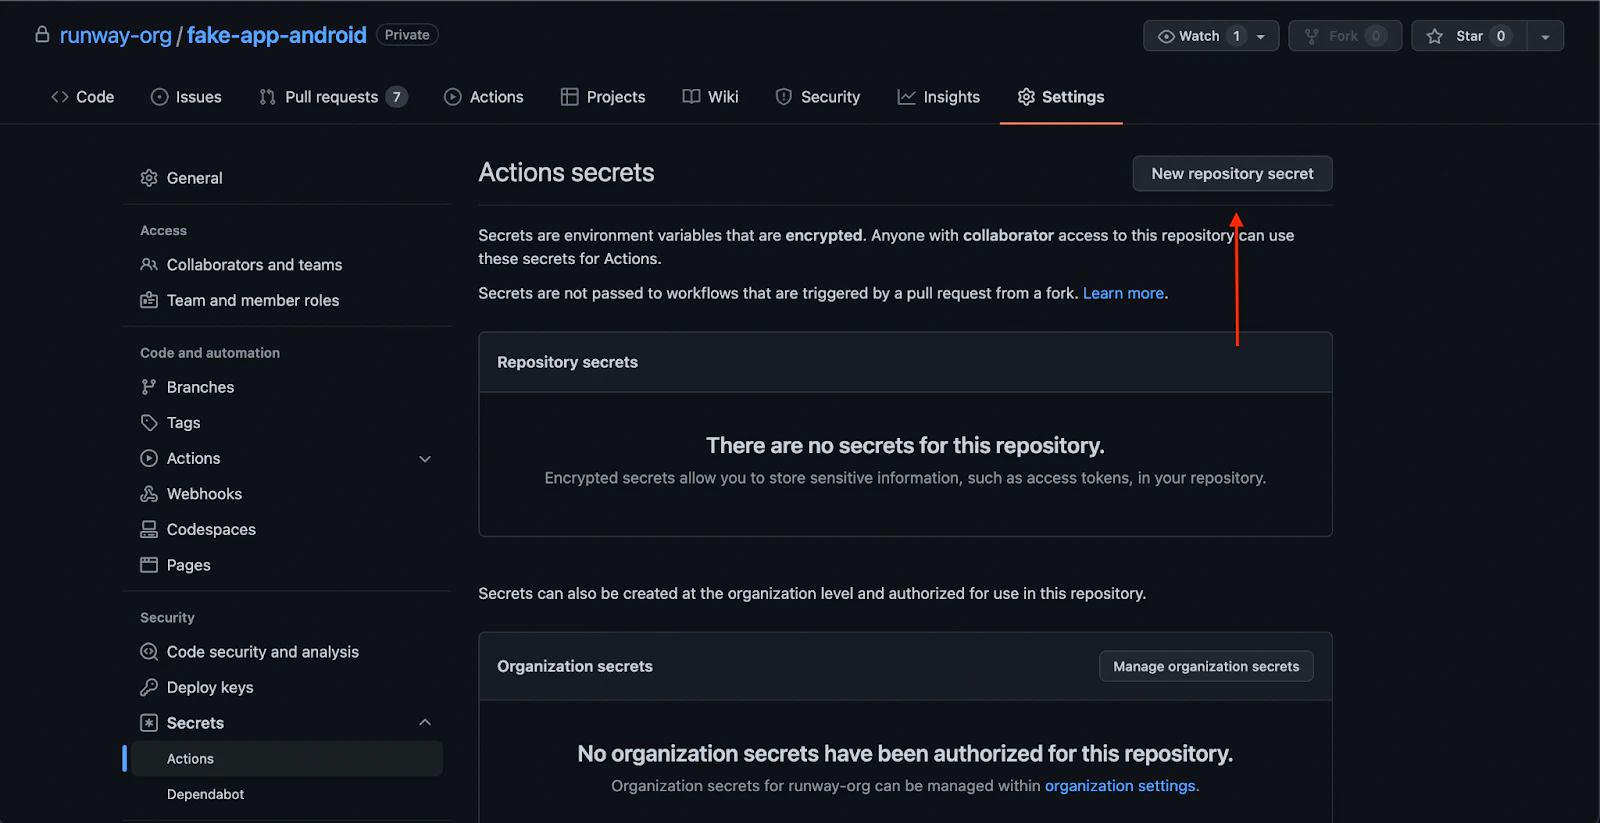 runway-org / fake-app-android Private
Watch 1
Fork 0
Star 0
Code
Issues
Pull requests 7
Actions
Projects
Wiki
Security
Insights
Settings
General
Access
Collaborators and teams
Team and member roles
Code and automation
Branches
Tags
Actions
Webhooks
Codespaces
Pages
Security
Code security and analysis
Deploy keys
Secrets
Actions
Dependabot
Actions secrets
New repository secret
Secrets are environment variables that are encrypted. Anyone with collaborator access to this repository can use
these secrets for Actions.
Secrets are not passed to workflows that are triggered by a pull request from a fork. Learn more.
Repository secrets
There are no secrets for this repository.
Encrypted secrets allow you to store sensitive information, such as access tokens, in your repository.
Secrets can also be created at the organization level and authorized for use in this repository.
Organization secrets
Manage organization secrets
No organization secrets have been authorized for this repository.
Organization secrets for runway-org can be managed within organization settings.